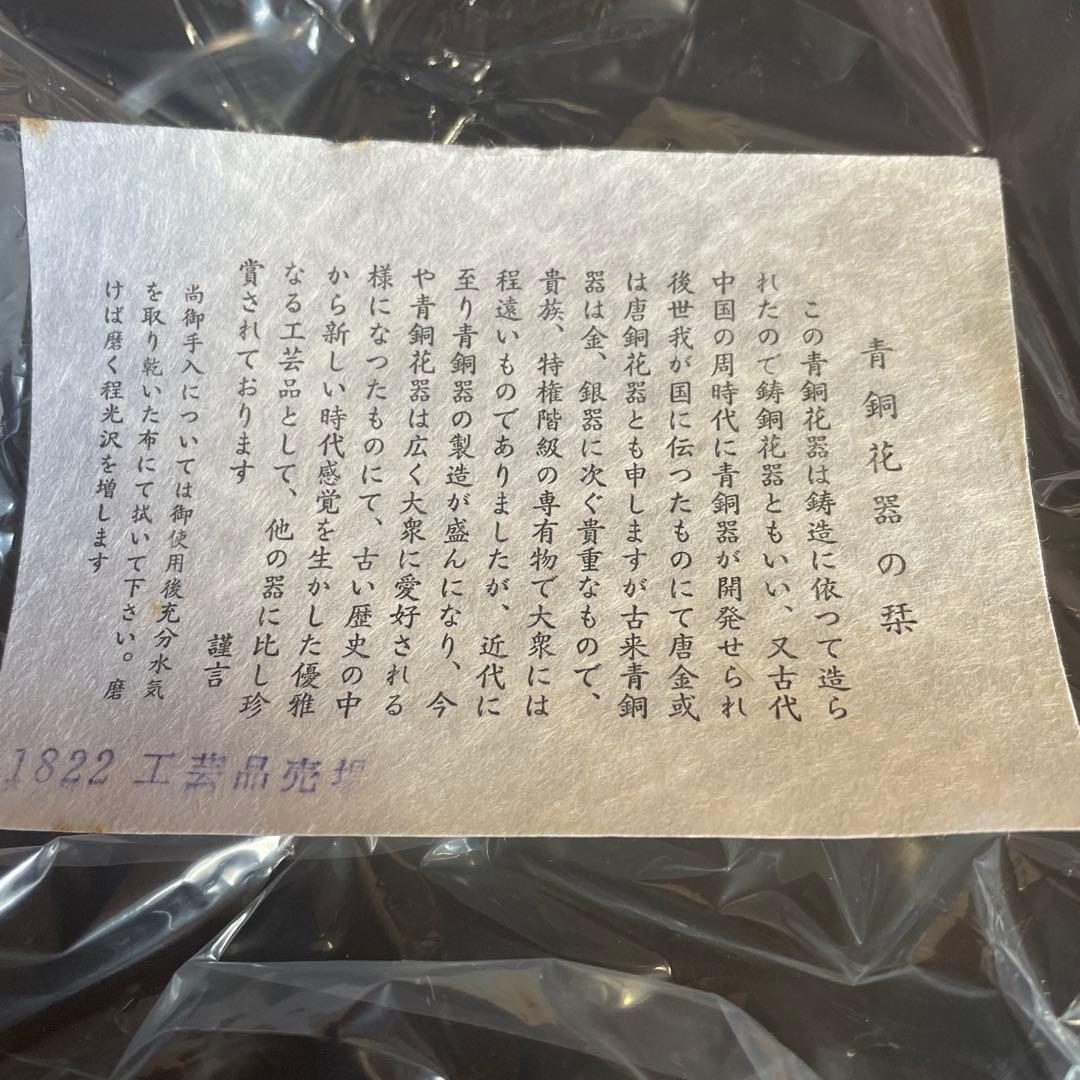 青銅花器の栞
この青銅花器は鋳造に依つて造ら
れたので鋳銅花器ともいい、又古代
中国の周時代に青銅器が開発せられ
後世我が国に伝つたものにて唐金或
は唐銅花器とも申しますが古来青銅
器は金、銀器に次ぐ貴重なもので、
貴族、特権階級の専有物で大衆には
程遠いものでありましたが、近代に
至り青銅器の製造が盛んになり、今
や青銅花器は広く大衆に愛好される
様になつたものにて、古い歴史の中
から新しい時代感覚を生かした優雅
なる工芸品として、他の器に比し珍
賞されております
謹言
尚御手入については御使用後充分水気
を取り乾いた布にて拭いて下さい。磨
けば磨く程光沢を増します
1822 工芸品売場